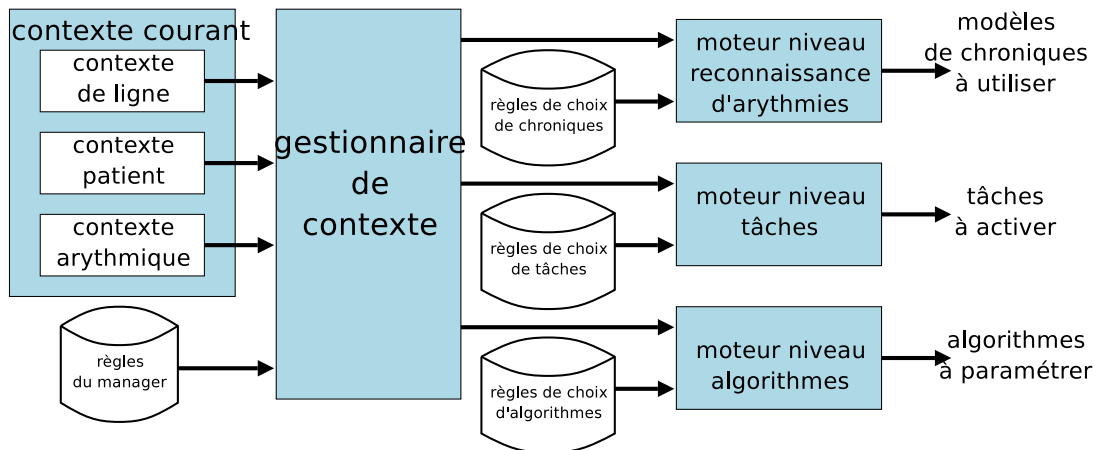 contexte courant
contexte
de ligne
contexte
patient
contexte
arythmique
règles
du manager
gestionnaire
de
contexte
règles de choix
de chroniques
règles de choix
de tâches
règles de choix
d'algorithmes
moteur niveau
reconnaissance
d'arythmies
moteur niveau
tâches
moteur niveau
algorithmes
modèles
de chroniques
à utiliser
tâches
à activer
algorithmes
à paramétrer